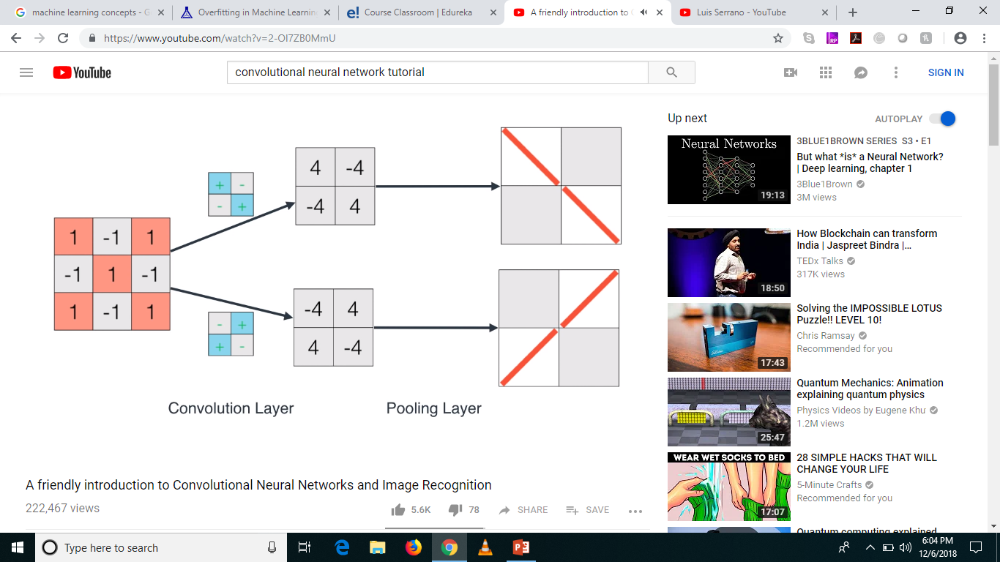 machine learning concepts - G
Overfitting in Machine Learnin
Course Classroom | Edureka
A friendly introduction to C
Luis Serrano - YouTube
https://www.youtube.com/watch?v=2-Ol7ZB0MmU
YouTube
convolutional neural network tutorial
SIGN IN
Up next
AUTOPLAY
1 -1 1
-1 1 -1
1 -1 1
+ -
- +
4 -4
-4 4
- +
+ -
-4 4
4 -4
Convolution Layer
Pooling Layer
A friendly introduction to Convolutional Neural Networks and Image Recognition
222,467 views
5.6K
78
SHARE
SAVE
Neural Networks
19:13
3BLUE1BROWN SERIES S3 • E1
But what *is* a Neural Network?
| Deep learning, chapter 1
3Blue1Brown
3M views
18:50
How Blockchain can transform
India | Jaspreet Bindra |...
TEDx Talks
317K views
17:43
Solving the IMPOSSIBLE LOTUS
Puzzle!! LEVEL 10!
Chris Ramsay
Recommended for you
25:47
Quantum Mechanics: Animation
explaining quantum physics
Physics Videos by Eugene Khu
1.2M views
WEAR WET SOCKS TO BED
17:07
28 SIMPLE HACKS THAT WILL
CHANGE YOUR LIFE
5-Minute Crafts
Recommended for you
Quantum computing explained
Type here to search
6:04 PM
12/6/2018